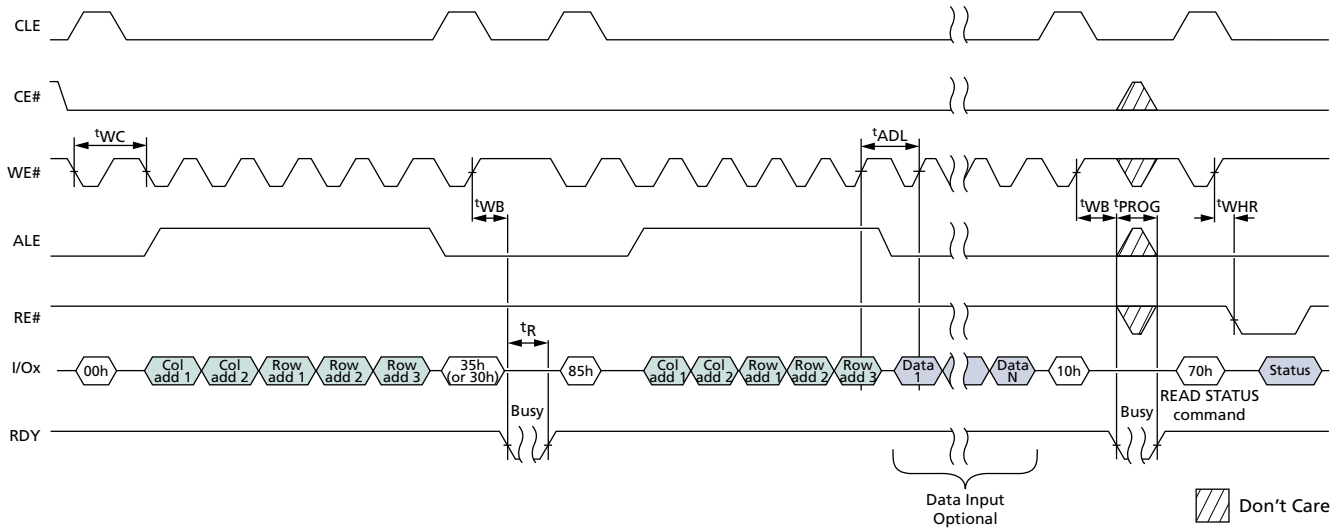 CLE
CE#
tWC
tADL
WE#
tWB
tWB
tPROG
tWHR
ALE
RE#
tR
I/Ox
00h
Col add 1
Col add 2
Row add 1
Row add 2
Row add 3
35h (or 30h)
85h
Col add 1
Col add 2
Row add 1
Row add 2
Row add 3
Data 1
Data N
10h
70h
Status
READ STATUS command
Busy
Busy
RDY
Data Input
Optional
Don't Care